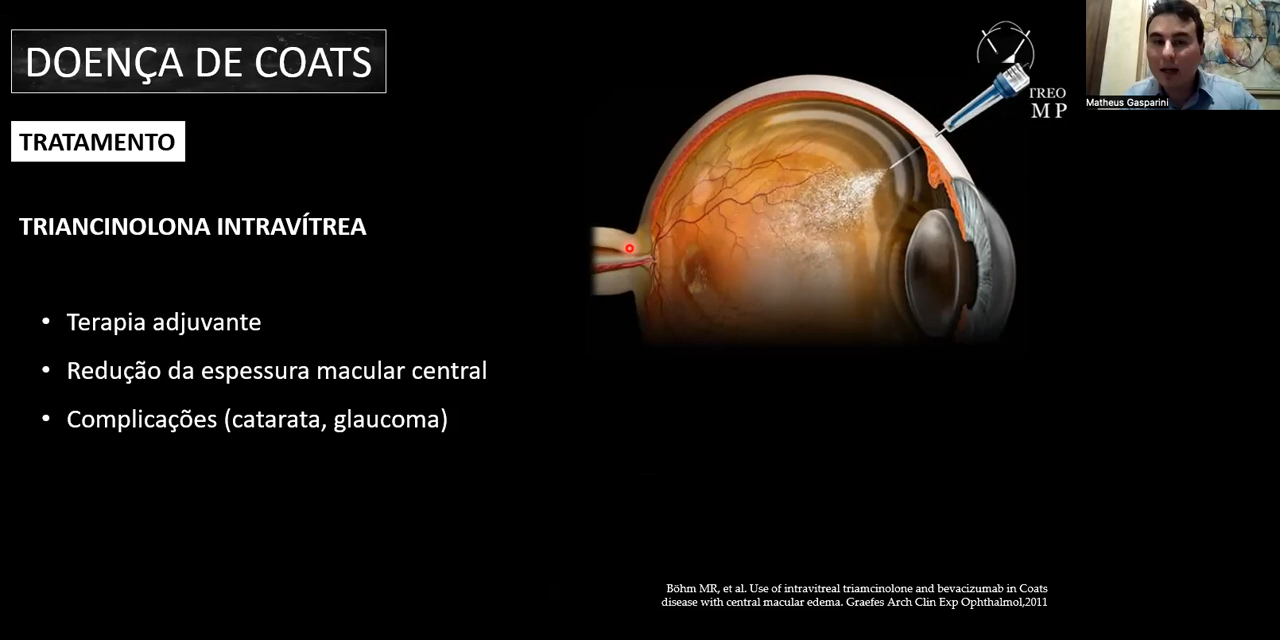 DOENÇA DE COATS
TRATAMENTO
TRIANCINOLONA INTRAVÍTREA
• Terapia adjuvante
• Redução da espessura macular central
• Complicações (catarata, glaucoma)
TREO
M P
Matheus Gasparini
Böhm MR, et al. Use of intravitreal triamcinolone and bevacizumab in Coats
disease with central macular edema. Graefes Arch Clin Exp Ophthalmol,2011